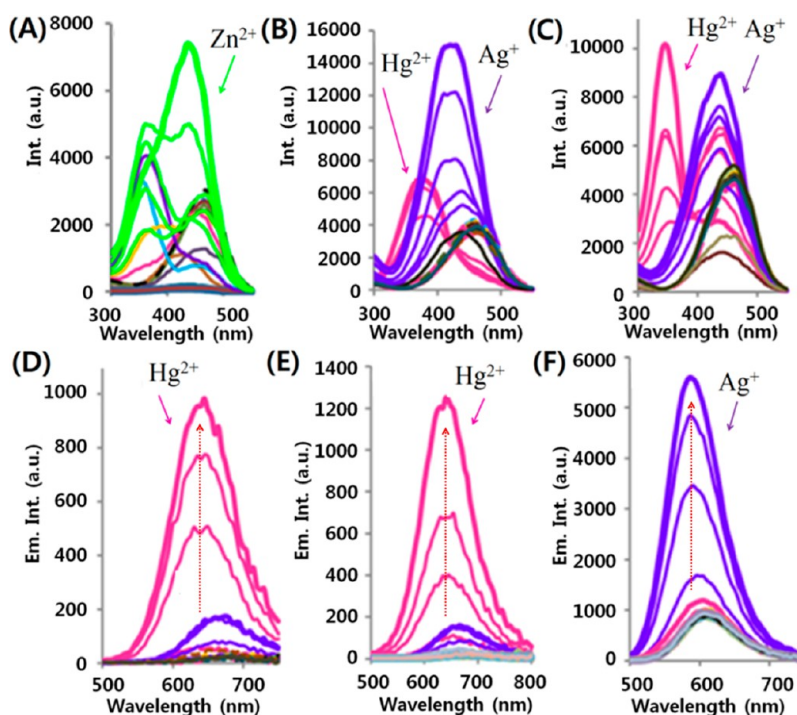 (A)
8000
6000
4000
2000
0
Int. (a.u.)
Zn²⁺
300 400 500
Wavelength (nm)
(B)
16000
14000
12000
10000
8000
6000
4000
2000
0
Int. (a.u.)
Hg²⁺
Ag⁺
300 400 500
Wavelength (nm)
(C)
10000
8000
6000
4000
2000
0
Int. (a.u.)
Hg²⁺
Ag⁺
300 400 500
Wavelength (nm)
(D)
1000
800
600
400
200
0
Em. Int. (a.u.)
Hg²⁺
500 600 700
Wavelength (nm)
(E)
1400
1200
1000
800
600
400
200
0
Em. Int. (a.u.)
Hg²⁺
500 600 700 800
Wavelength (nm)
(F)
6000
5000
4000
3000
2000
1000
0
Em. Int. (a.u.)
Ag⁺
500 600 700
Wavelength (nm)